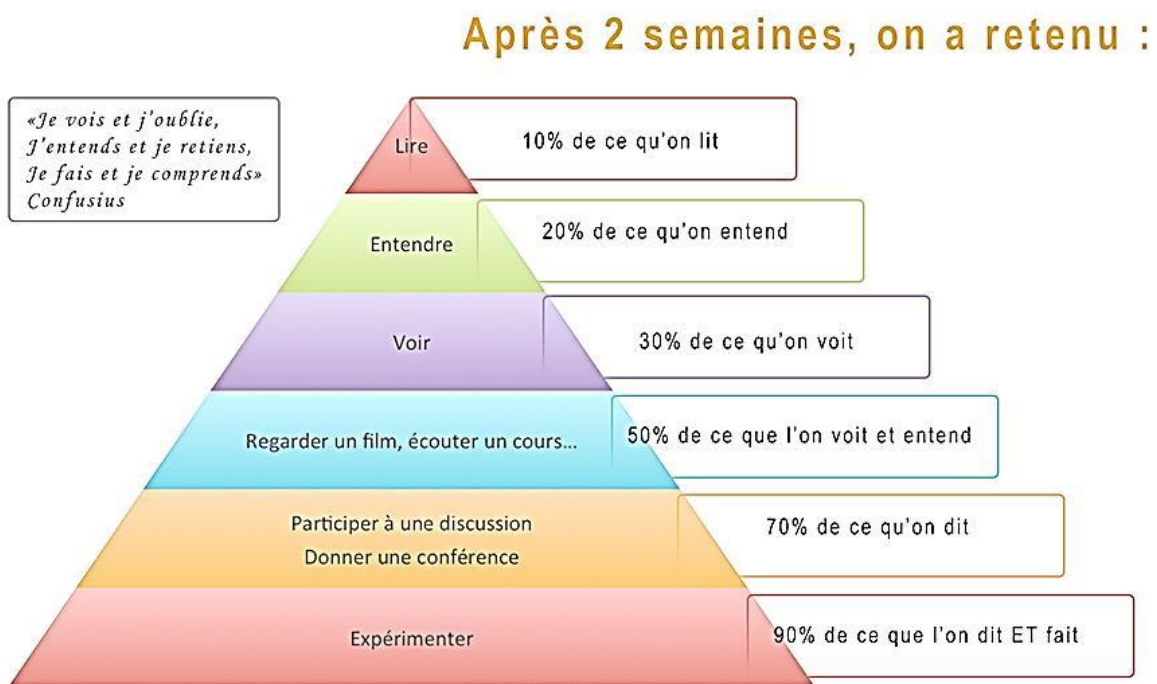 Après 2 semaines, on a retenu :
«Je vois et j'oublie,
J'entends et je retiens,
Je fais et je comprends»
Confusius
Lire
10% de ce qu'on lit
Entendre
20% de ce qu'on entend
Voir
30% de ce qu'on voit
Regarder un film, écouter un cours...
50% de ce que l'on voit et entend
Participer à une discussion
Donner une conférence
70% de ce qu'on dit
Expérimenter
90% de ce que l'on dit ET fait